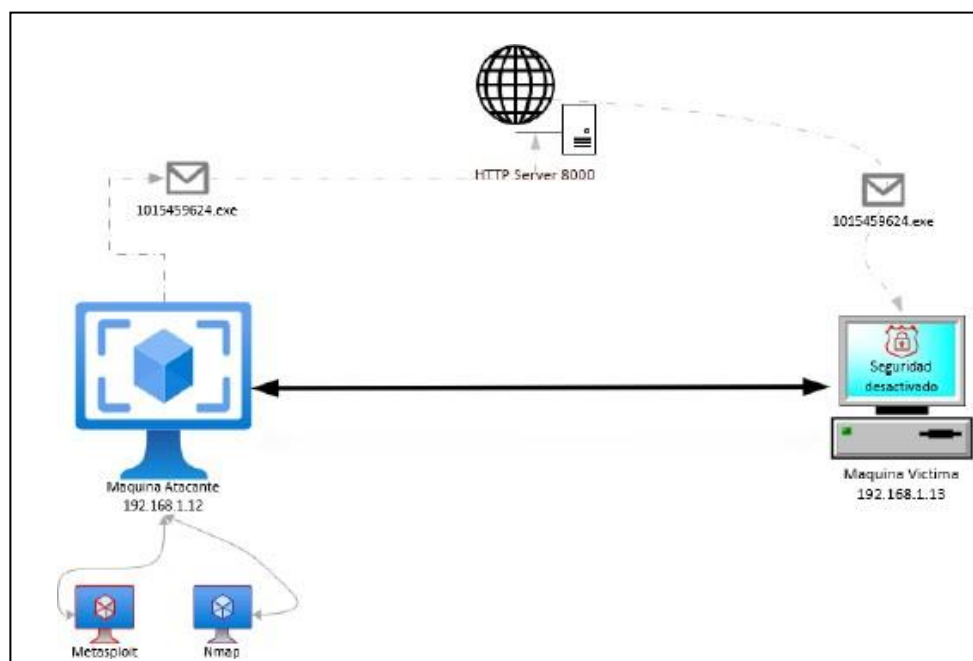 HTTP Server 8000
1015459624.exe
1015459624.exe
Seguridad
desactivado
Maquina Atacante
192.168.1.12
Maquina Victima
192.168.1.13
Metasploit
Nmap